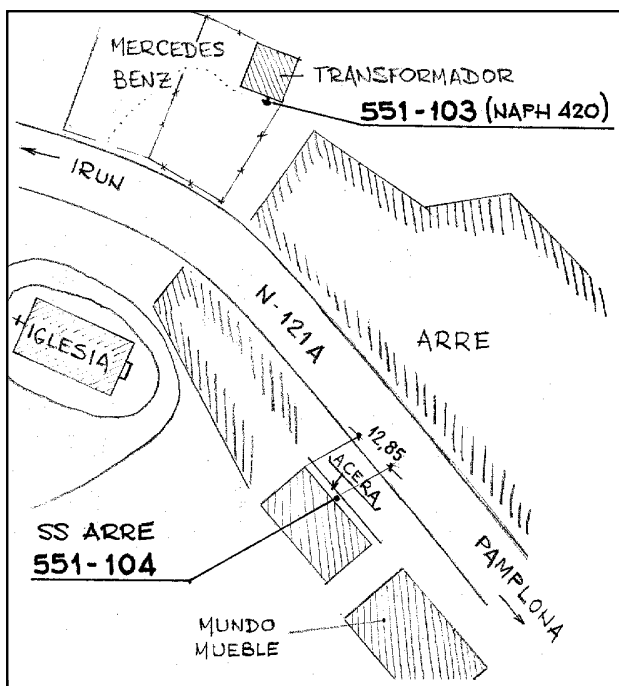 MERCEDES
BENZ
TRANSFORMADOR
551-103 (NAPH 420)
IRUN
N-121A
IGLESIA
ARRE
12,85
ACERA
SS ARRE
551-104
PAMPLONA
MUNDO
MUEBLE